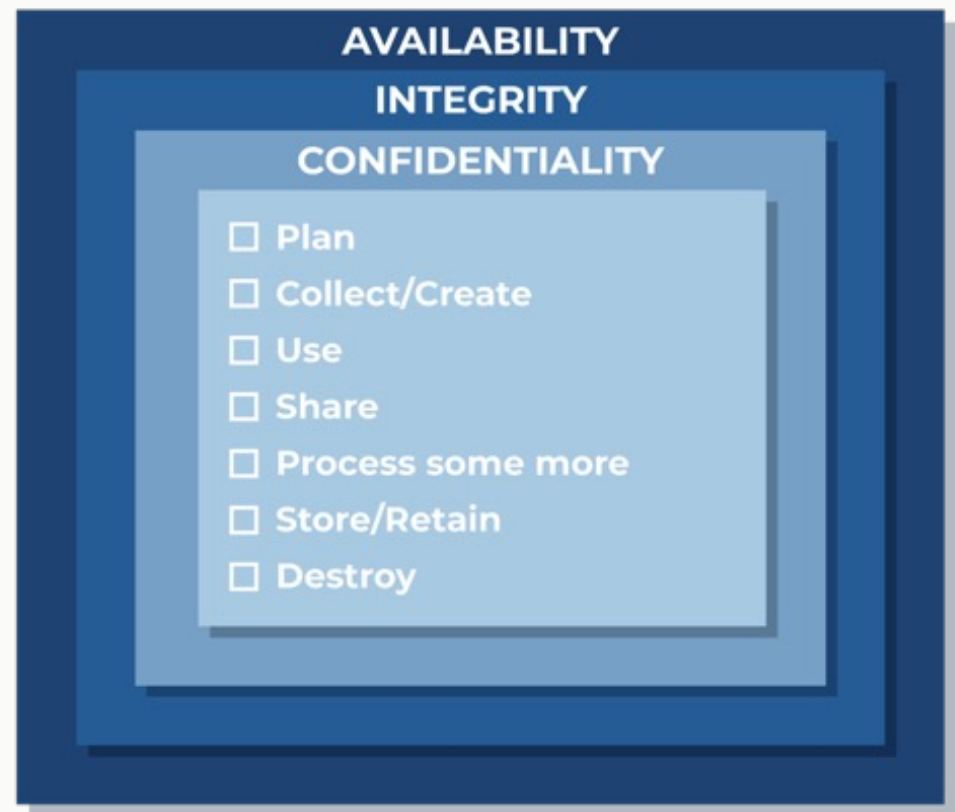 AVAILABILITY
INTEGRITY
CONFIDENTIALITY
Plan
Collect/Create
Use
Share
Process some more
Store/Retain
Destroy